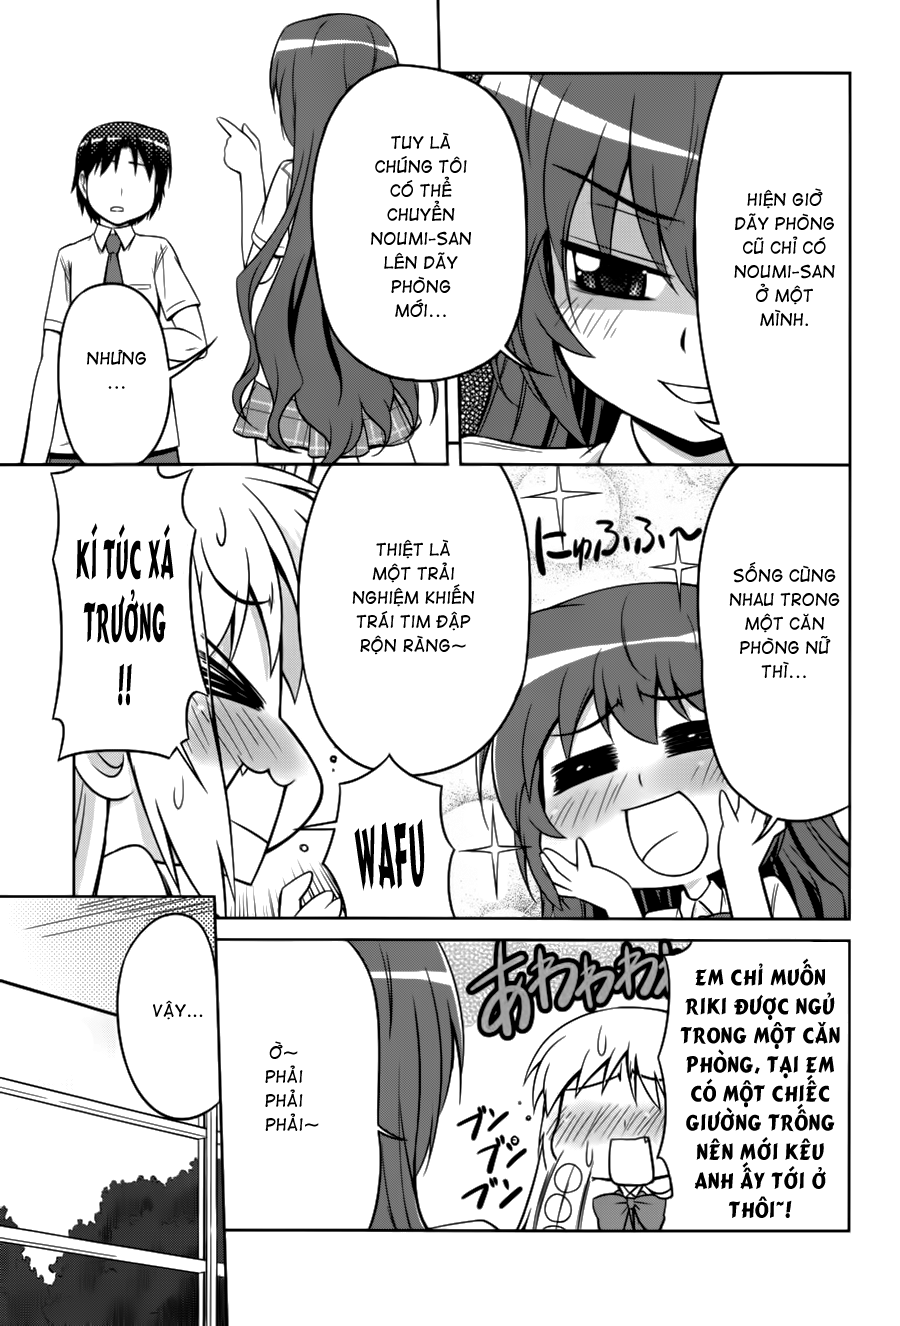 HIỆN GIỜ
DÃY PHÒNG
CŨ CHỈ CÓ
NOUMI-SAN
Ở MỘT
MÌNH.
TUY LÀ
CHÚNG TÔI
CÓ THỂ
CHUYỂN
NOUMI-SAN
LÊN DÃY
PHÒNG
MỚI...
NHƯNG
...
SỐNG CÙNG
NHAU TRONG
MỘT CĂN
PHÒNG NỮ
THÌ...
にゅふふふ〜
THIỆT LÀ
MỘT TRẢI
NGHIỆM KHIẾN
TRÁI TIM ĐẬP
RỘN RÀNG~
WAFU
KÍ TÚC XÁ
TRƯỞNG
!!
EM CHỈ MUỐN
RIKI ĐƯỢC NGỦ
TRONG MỘT CĂN
PHÒNG, TẠI EM
CÓ MỘT CHIẾC
GIƯỜNG TRỐNG
NÊN MỚI KÊU
ANH ẤY TỚI Ở
THÔI~!
あわわわわ
ブンブンブン
Ờ~
PHẢI
PHẢI
PHẢI~
VẬY...